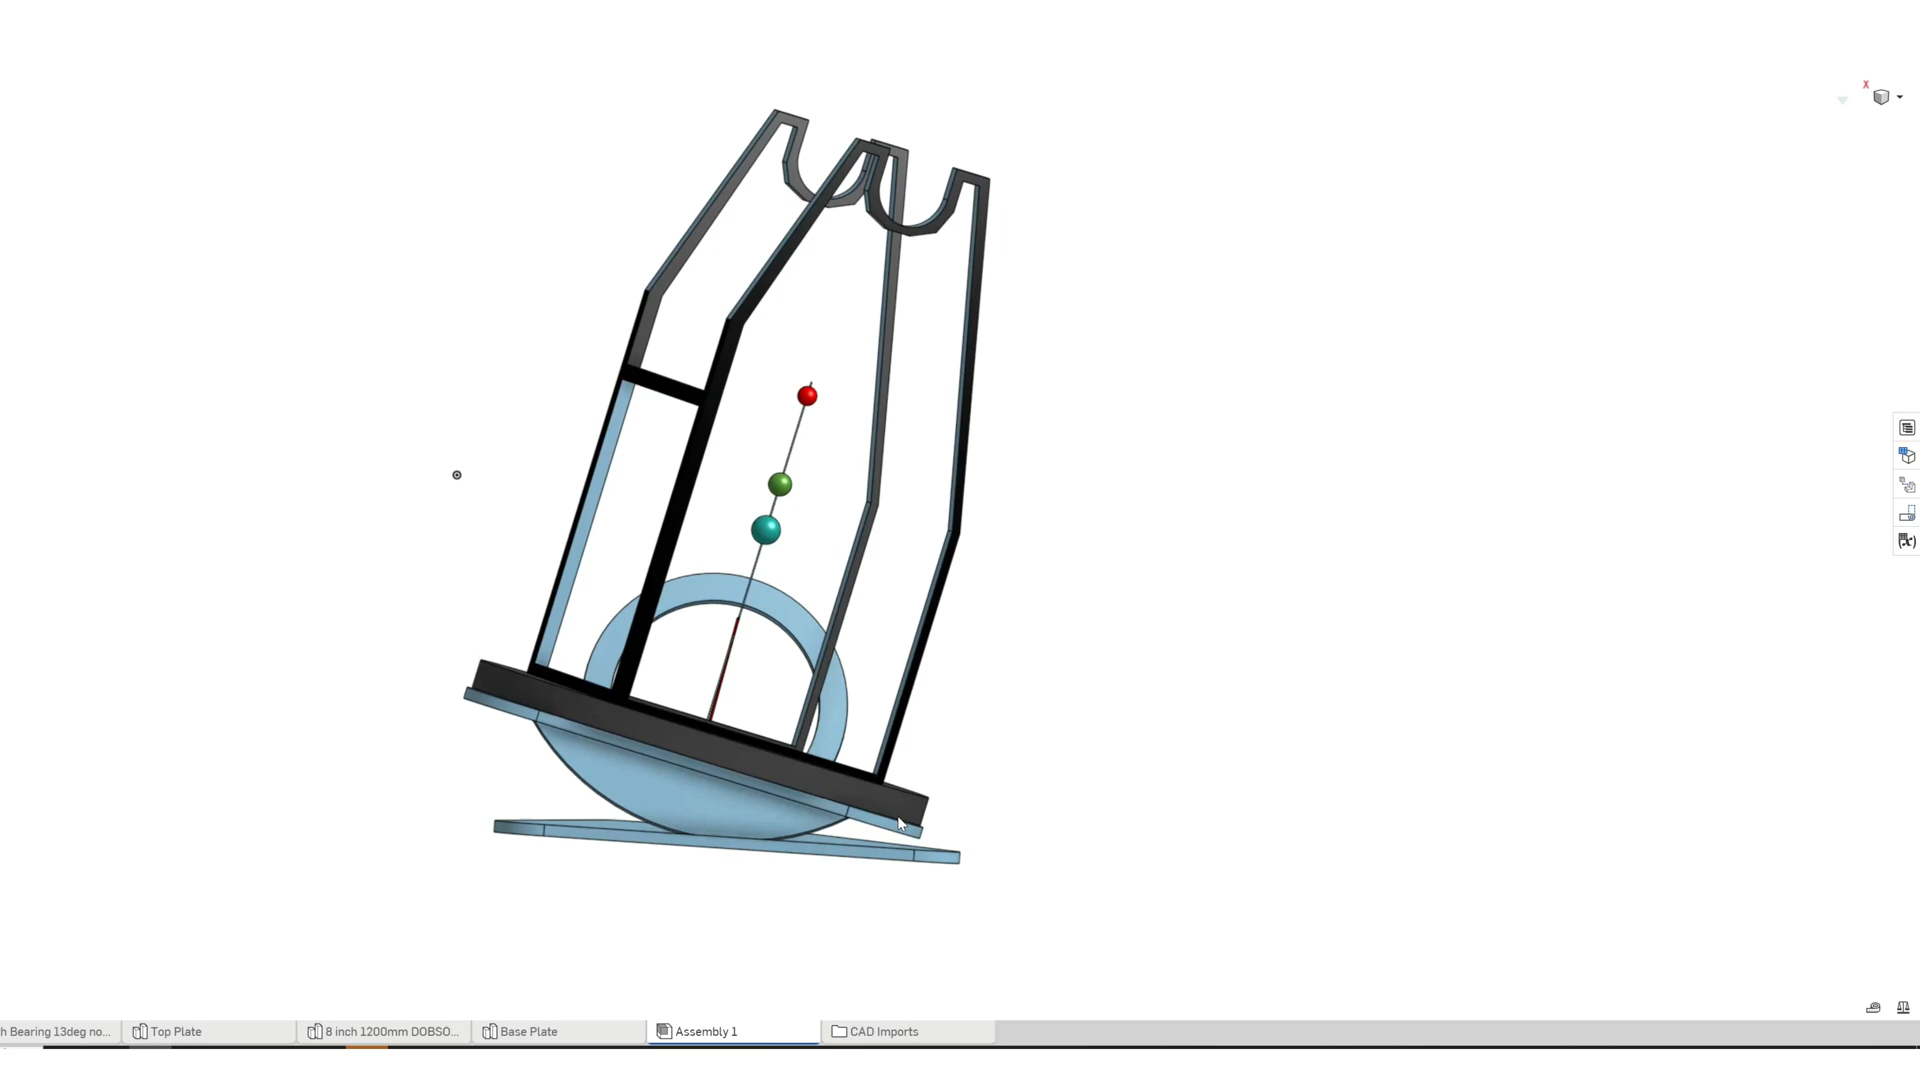 X
(x)
h Bearing 13deg no...
Top Plate
8 inch 1200mm DOBSO...
Base Plate
Assembly 1
CAD Imports